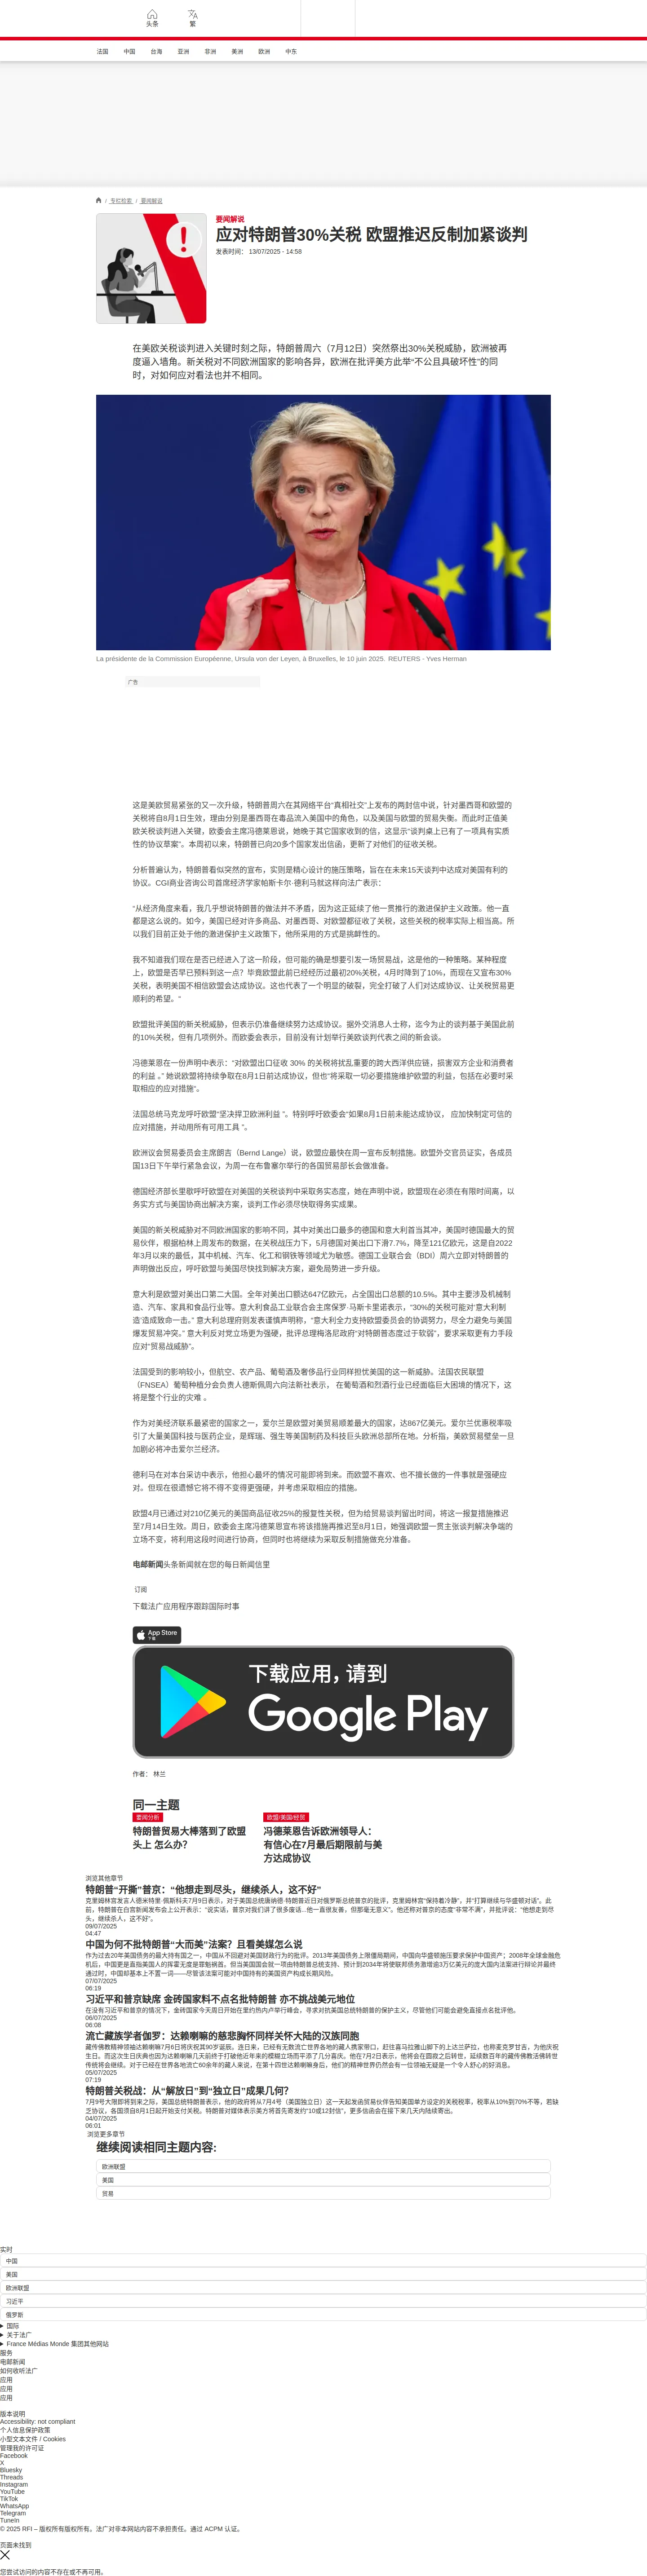 头条
繁
法国
中国
台海
亚洲
非洲
美洲
欧洲
中东
/ 专栏检索 / 要闻解说
要闻解说
应对特朗普30%关税 欧盟推迟反制加紧谈判
发表时间： 13/07/2025 - 14:58
在美欧关税谈判进入关键时刻之际，特朗普周六（7月12日）突然祭出30%关税威胁，欧洲被再
度逼入墙角。新关税对不同欧洲国家的影响各异，欧洲在批评美方此举“不公且具破坏性”的同
时，对如何应对看法也并不相同。
La présidente de la Commission Européenne, Ursula von der Leyen, à Bruxelles, le 10 juin 2025. REUTERS - Yves Herman
广告
这是美欧贸易紧张的又一次升级，特朗普周六在其网络平台“真相社交”上发布的两封信中说，针对墨西哥和欧盟的
关税将自8月1日生效，理由分别是墨西哥在毒品流入美国中的角色，以及美国与欧盟的贸易失衡。而此时正值美
欧关税谈判进入关键，欧委会主席冯德莱恩说，她晚于其它国家收到的信，这显示“谈判桌上已有了一项具有实质
性的协议草案”。本周初以来，特朗普已向20多个国家发出信函，更新了对他们的征收关税。
分析普遍认为，特朗普看似突然的宣布，实则是精心设计的施压策略，旨在在未来15天谈判中达成对美国有利的
协议。CGI商业咨询公司首席经济学家帕斯卡尔·德利马就这样向法广表示：
“从经济角度来看，我几乎想说特朗普的做法并不矛盾，因为这正延续了他一贯推行的激进保护主义政策。他一直
都是这么说的。如今，美国已经对许多商品、对墨西哥、对欧盟都征收了关税，这些关税的税率实际上相当高。所
以我们目前正处于他的激进保护主义政策下，他所采用的方式是挑衅性的。
我不知道我们现在是否已经进入了这一阶段，但可能的确是想要引发一场贸易战，这是他的一种策略。某种程度
上，欧盟是否早已预料到这一点？毕竟欧盟此前已经经历过最初20%关税，4月时降到了10%，而现在又宣布30%
关税，表明美国不相信欧盟会达成协议。这也代表了一个明显的破裂，完全打破了人们对达成协议、让关税贸易更
顺利的希望。”
欧盟批评美国的新关税威胁，但表示仍准备继续努力达成协议。据外交消息人士称，迄今为止的谈判基于美国此前
的10%关税，但有几项例外。而欧委会表示，目前没有计划举行美欧谈判代表之间的新会谈。
冯德莱恩在一份声明中表示：“对欧盟出口征收 30% 的关税将扰乱重要的跨大西洋供应链，损害双方企业和消费者
的利益 。” 她说欧盟将持续争取在8月1日前达成协议，但也“将采取一切必要措施维护欧盟的利益，包括在必要时采
取相应的应对措施”。
法国总统马克龙呼吁欧盟“坚决捍卫欧洲利益 ”。特别呼吁欧委会“如果8月1日前未能达成协议， 应加快制定可信的
应对措施，并动用所有可用工具 ”。
欧洲议会贸易委员会主席朗吉（Bernd Lange）说，欧盟应最快在周一宣布反制措施。欧盟外交官员证实，各成员
国13日下午举行紧急会议，为周一在布鲁塞尔举行的各国贸易部长会做准备。
德国经济部长里歇呼吁欧盟在对美国的关税谈判中采取务实态度，她在声明中说，欧盟现在必须在有限时间离，以
务实方式与美国协商出解决方案，谈判工作必须尽快取得务实成果。
美国的新关税威胁对不同欧洲国家的影响不同，其中对美出口最多的德国和意大利首当其冲，美国时德国最大的贸
易伙伴，根据柏林上周发布的数据，在关税战压力下，5月德国对美出口下滑7.7%，降至121亿欧元，这是自2022
年3月以来的最低，其中机械、汽车、化工和钢铁等领域尤为敏感。德国工业联合会（BDI）周六立即对特朗普的
声明做出反应，呼吁欧盟与美国尽快找到解决方案，避免局势进一步升级。
意大利是欧盟对美出口第二大国。全年对美出口额达647亿欧元，占全国出口总额的10.5%。其中主要涉及机械制
造、汽车、家具和食品行业等。意大利食品工业联合会主席保罗·马斯卡里诺表示，“30%的关税可能对‘意大利制
造’造成致命一击。” 意大利总理府则发表谨慎声明称，“意大利全力支持欧盟委员会的协调努力，尽全力避免与美国
爆发贸易冲突。” 意大利反对党立场更为强硬，批评总理梅洛尼政府“对特朗普态度过于软弱”，要求采取更有力手段
应对“贸易战威胁”。
法国受到的影响较小，但航空、农产品、葡萄酒及奢侈品行业同样担忧美国的这一新威胁。法国农民联盟
（FNSEA）葡萄种植分会负责人德斯佩周六向法新社表示， 在葡萄酒和烈酒行业已经面临巨大困境的情况下，这
将是整个行业的灾难 。
作为对美经济联系最紧密的国家之一，爱尔兰是欧盟对美贸易顺差最大的国家，达867亿美元。爱尔兰优惠税率吸
引了大量美国科技与医药企业，是辉瑞、强生等美国制药及科技巨头欧洲总部所在地。分析指，美欧贸易壁垒一旦
加剧必将冲击爱尔兰经济。
德利马在对本台采访中表示，他担心最坏的情况可能即将到来。而欧盟不喜欢、也不擅长做的一件事就是强硬应
对。但现在很遗憾它将不得不变得更强硬，并考虑采取相应的措施。
欧盟4月已通过对210亿美元的美国商品征收25%的报复性关税，但为给贸易谈判留出时间，将这一报复措施推迟
至7月14日生效。周日，欧委会主席冯德莱恩宣布将该措施再推迟至8月1日，她强调欧盟一贯主张谈判解决争端的
立场不变，将利用这段时间进行协商，但同时也将继续为采取反制措施做充分准备。
电邮新闻头条新闻就在您的每日新闻信里
订阅
下载法广应用程序跟踪国际时事
App Store
下载
下载应用，请到
Google Play
作者： 林兰
同一主题
要闻分析
特朗普贸易大棒落到了欧盟
头上 怎么办？
欧盟/美国/经贸
冯德莱恩告诉欧洲领导人：
有信心在7月最后期限前与美
方达成协议
浏览其他章节
特朗普“开撕”普京：“他想走到尽头，继续杀人，这不好”
克里姆林宫发言人德米特里·佩斯科夫7月9日表示，对于美国总统唐纳德·特朗普近日对俄罗斯总统普京的批评，克里姆林宫“保持着冷静”，并“打算继续与华盛顿对话”。此
前，特朗普在白宫新闻发布会上公开表示：“说实话，普京对我们讲了很多废话...他一直很友善，但那毫无意义”。他还称对普京的态度“非常不满”，并批评说：“他想走到尽
头，继续杀人，这不好”。
09/07/2025
04:47
中国为何不批特朗普“大而美”法案？且看美媒怎么说
作为过去20年美国债务的最大持有国之一，中国从不回避对美国财政行为的批评。2013年美国债务上限僵局期间，中国向华盛顿施压要求保护中国资产；2008年全球金融危
机后，中国更是直指美国人的挥霍无度是罪魁祸首。但当美国国会就一项由特朗普总统支持、预计到2034年将使联邦债务激增逾3万亿美元的庞大国内法案进行辩论并最终
通过时，中国却基本上不置一词——尽管该法案可能对中国持有的美国资产构成长期风险。
07/07/2025
06:19
习近平和普京缺席 金砖国家料不点名批特朗普 亦不挑战美元地位
在没有习近平和普京的情况下，金砖国家今天周日开始在里约热内卢举行峰会，寻求对抗美国总统特朗普的保护主义，尽管他们可能会避免直接点名批评他。
06/07/2025
06:08
流亡藏族学者伽罗：达赖喇嘛的慈悲胸怀同样关怀大陆的汉族同胞
藏传佛教精神领袖达赖喇嘛7月6日将庆祝其90岁诞辰。连日来，已经有无数流亡世界各地的藏人携家带口，赶往喜马拉雅山脚下的上达兰萨拉，也称麦克罗甘吉，为他庆祝
生日。而这次生日庆典也因为达赖喇嘛几天前终于打破他近年来的模糊立场而平添了几分喜庆。他在7月2日表示，他将会在圆寂之后转世，延续数百年的藏传佛教活佛转世
传统将会继续。对于已经在世界各地流亡60余年的藏人来说，在第十四世达赖喇嘛身后，他们的精神世界仍然会有一位领袖无疑是一个令人舒心的好消息。
05/07/2025
07:19
特朗普关税战：从“解放日”到“独立日”成果几何？
7月9号大限即将到来之际，美国总统特朗普表示，他的政府将从7月4号（美国独立日）这一天起发函贸易伙伴告知美国单方设定的关税税率，税率从10%到70%不等，若缺
乏协议，各国须自8月1日起开始支付关税。特朗普对媒体表示美方将首先寄发约“10或12封信”，更多信函会在接下来几天内陆续寄出。
04/07/2025
06:01
浏览更多章节
继续阅读相同主题内容:
欧洲联盟
美国
贸易
实时
中国
美国
欧洲联盟
习近平
俄罗斯
国际
关于法广
France Médias Monde 集团其他网站
服务
电邮新闻
如何收听法广
应用
应用
应用
版本说明
Accessibility: not compliant
个人信息保护政策
小型文本文件 / Cookies
管理我的许可证
Facebook
X
Bluesky
Threads
Instagram
YouTube
TikTok
WhatsApp
Telegram
TuneIn
© 2025 RFI – 版权所有版权所有。法广对非本网站内容不承担责任。通过 ACPM 认证。
页面未找到
您尝试访问的内容不存在或不再可用。